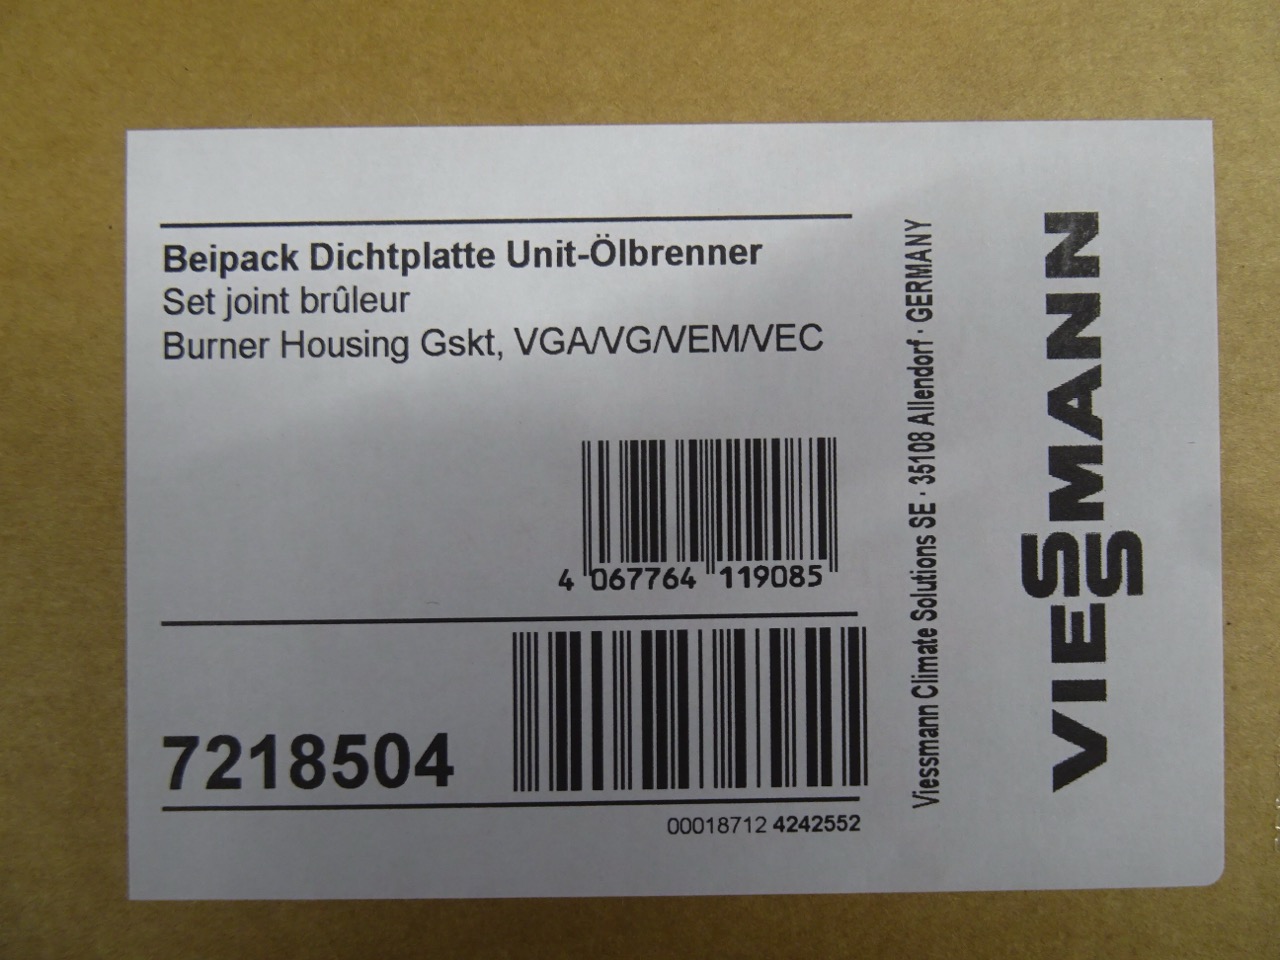 Beipack Dichtplatte Unit-Ölbrenner
Set joint brûleur
Burner Housing Gskt, VGA/VG/VEM/VEC
4 067764 119085
7218504
00018712 4242552
Viessmann Climate Solutions SE · 35108 Allendorf · GERMANY
VIESSMANN